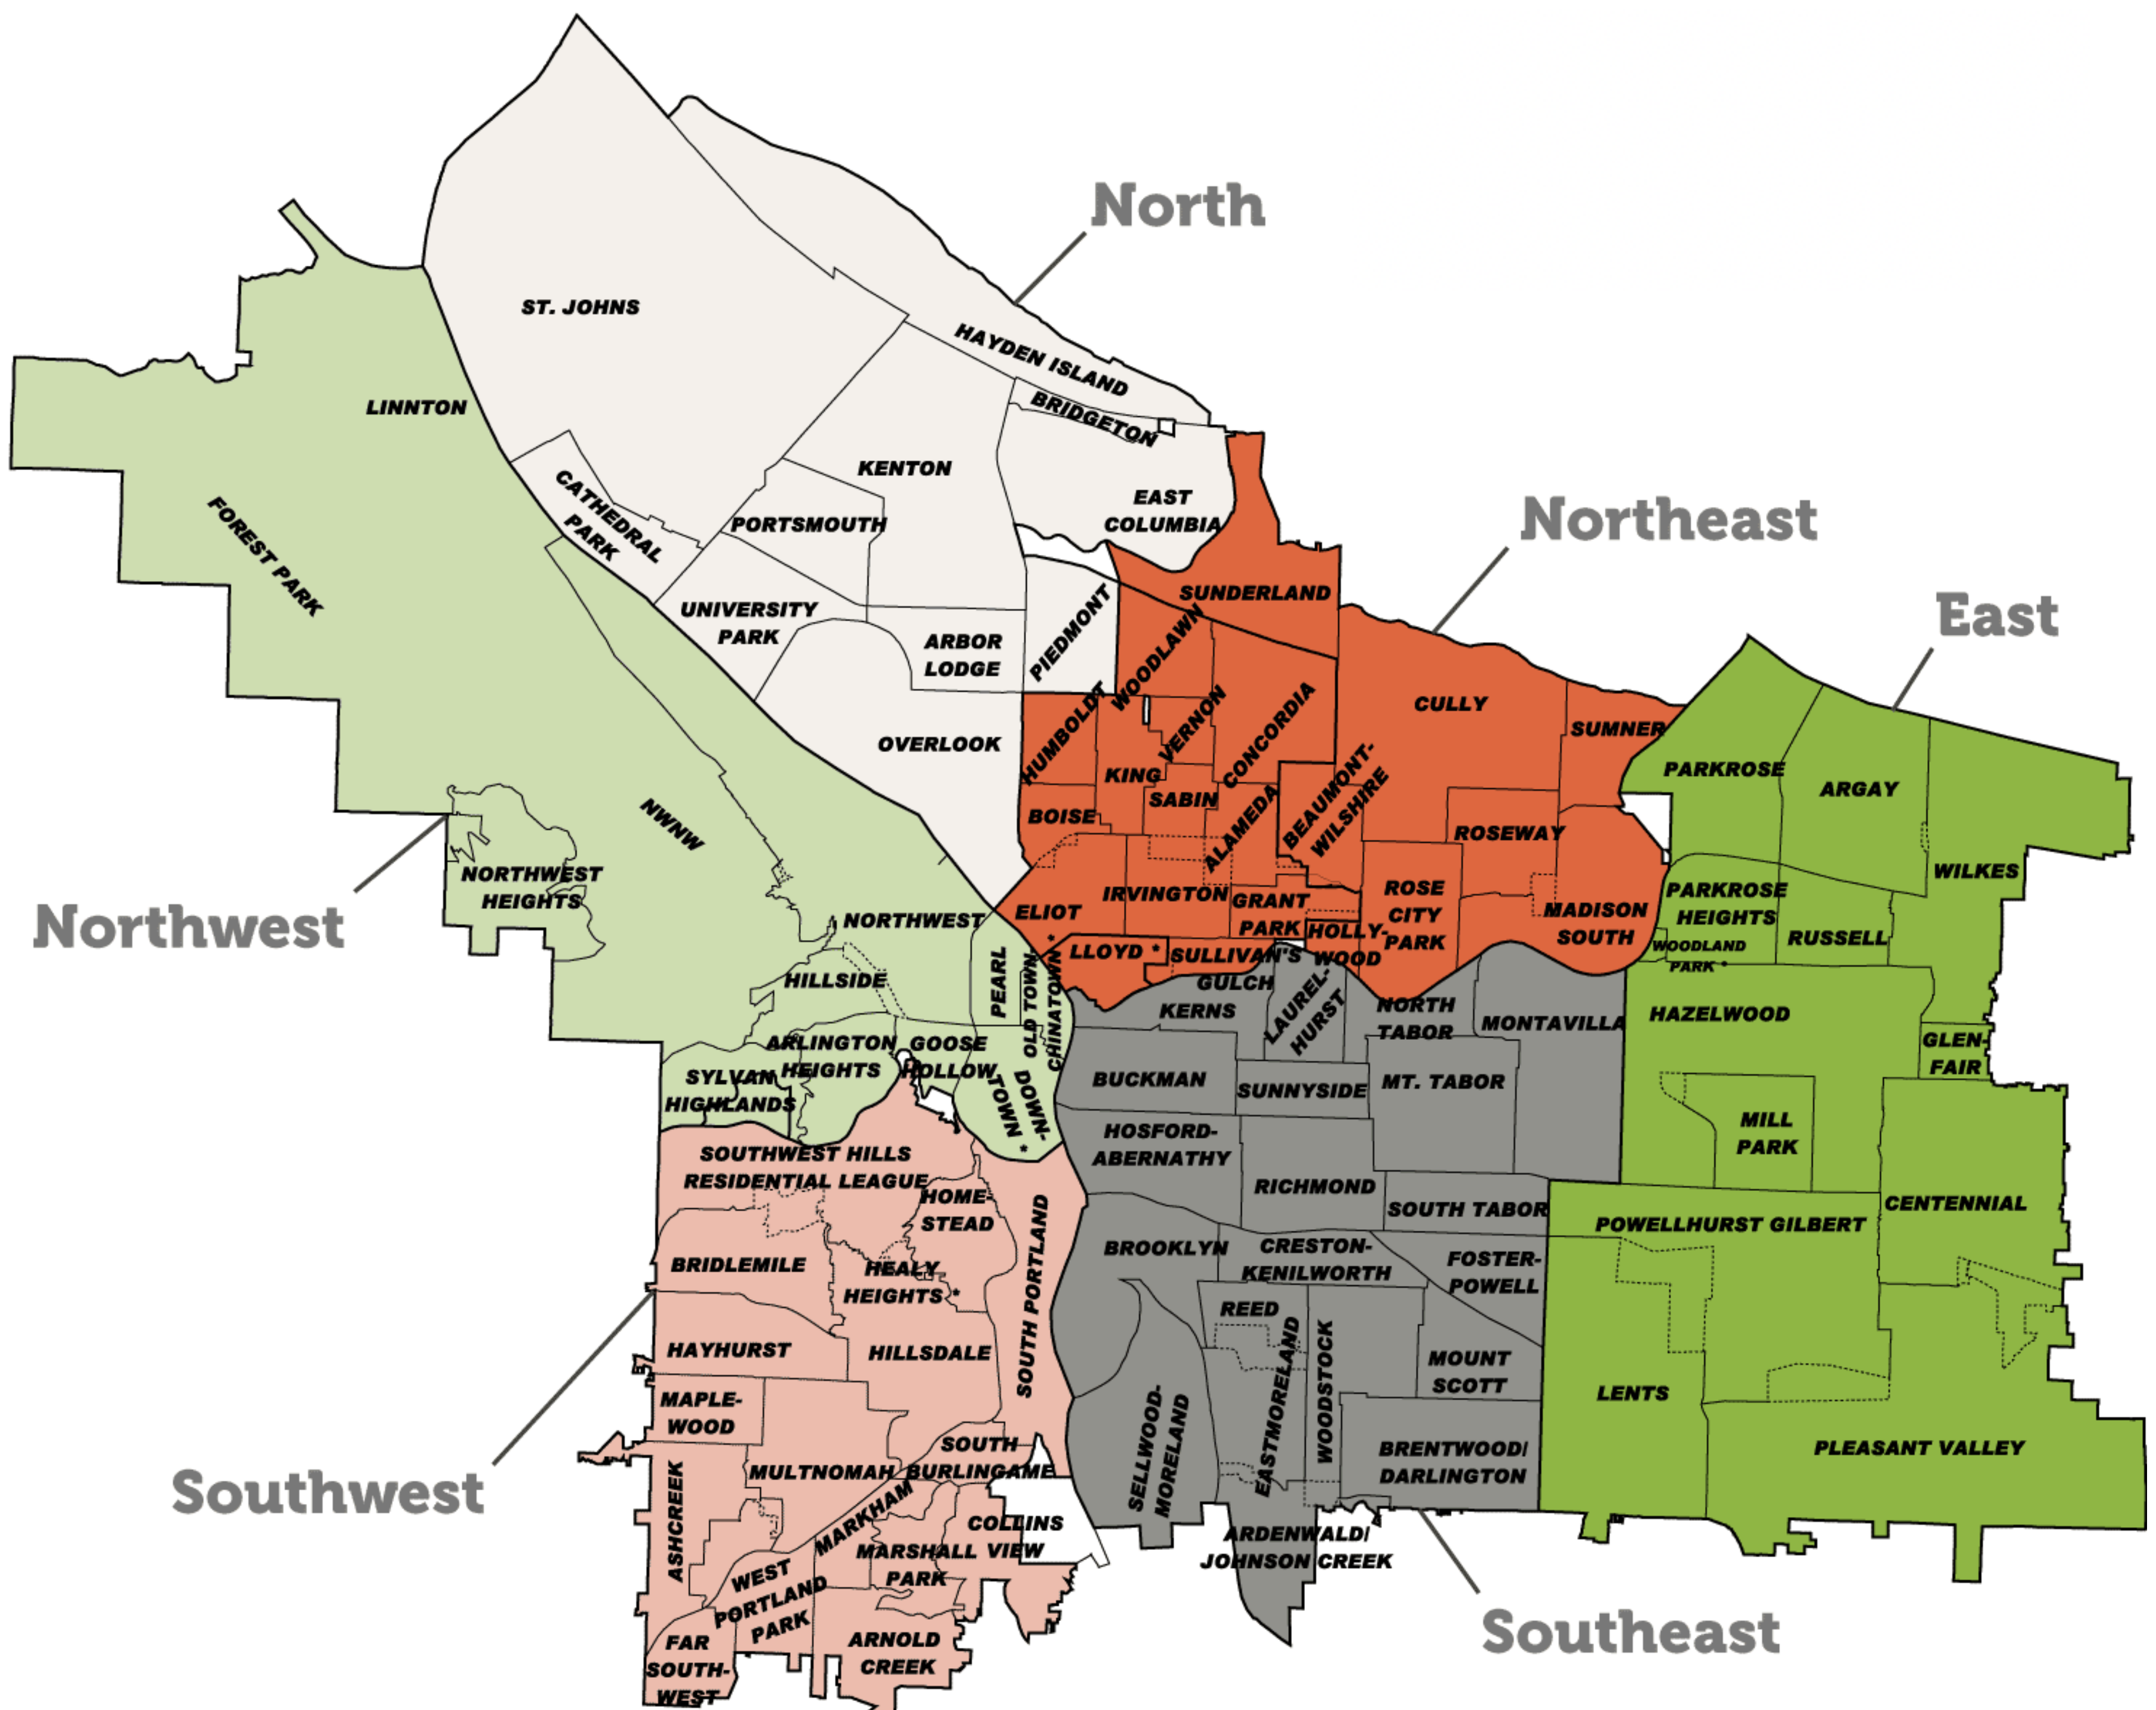 North
ST. JOHNS
HAYDEN ISLAND
BRIDGETON
LINNTON
KENTON
CATHEDRAL
PARK
PORTSMOUTH
EAST
COLUMBIA
Northeast
FOREST PARK
UNIVERSITY
PARK
ARBOR
LODGE
PIEDMONT
SUNDERLAND
WOODLAWN
East
OVERLOOK
HUMBOLDT
VERNON
CONCORDIA
CULLY
SUMNER
KING
SABIN
BOISE
ALAMEDA
BEAUMONT-
WILSHIRE
ROSEWAY
PARKROSE
ARGAY
WILKES
NWNW
NORTHWEST
HEIGHTS
Northwest
NORTHWEST
ELIOT
IRVINGTON
GRANT
PARK
ROSE
CITY
PARK
MADISON
SOUTH
PARKROSE
HEIGHTS
WOODLAND
PARK *
RUSSELL
LLOYD *
SULLIVAN'S
GULCH
HOLLY-
WOOD
HILLSIDE
PEARL
OLD TOWN-
CHINATOWN *
KERNS
LAUREL-
HURST
NORTH
TABOR
MONTAVILLA
HAZELWOOD
GLEN-
FAIR
ARLINGTON
HEIGHTS
GOOSE
HOLLOW
DOWN-
TOWN *
SYLVAN
HIGHLANDS
BUCKMAN
SUNNYSIDE
MT. TABOR
MILL
PARK
SOUTHWEST HILLS
RESIDENTIAL LEAGUE
HOSFORD-
ABERNATHY
RICHMOND
SOUTH TABOR
CENTENNIAL
POWELLHURST GILBERT
HOME-
STEAD
SOUTH PORTLAND
BRIDLEMILE
HEALY
HEIGHTS *
BROOKLYN
CRESTON-
KENILWORTH
FOSTER-
POWELL
REED
EASTMORELAND
WOODSTOCK
HAYHURST
HILLSDALE
MOUNT
SCOTT
LENTS
MAPLE-
WOOD
SELLWOOD-
MORELAND
BRENTWOOD/
DARLINGTON
PLEASANT VALLEY
Southwest
ASHCREEK
MULTNOMAH
SOUTH
BURLINGAME
MARKHAM
COLLINS
VIEW
MARSHALL
PARK
ARDENWALD/
JOHNSON CREEK
WEST
PORTLAND
PARK
FAR
SOUTH-
WEST
ARNOLD
CREEK
Southeast